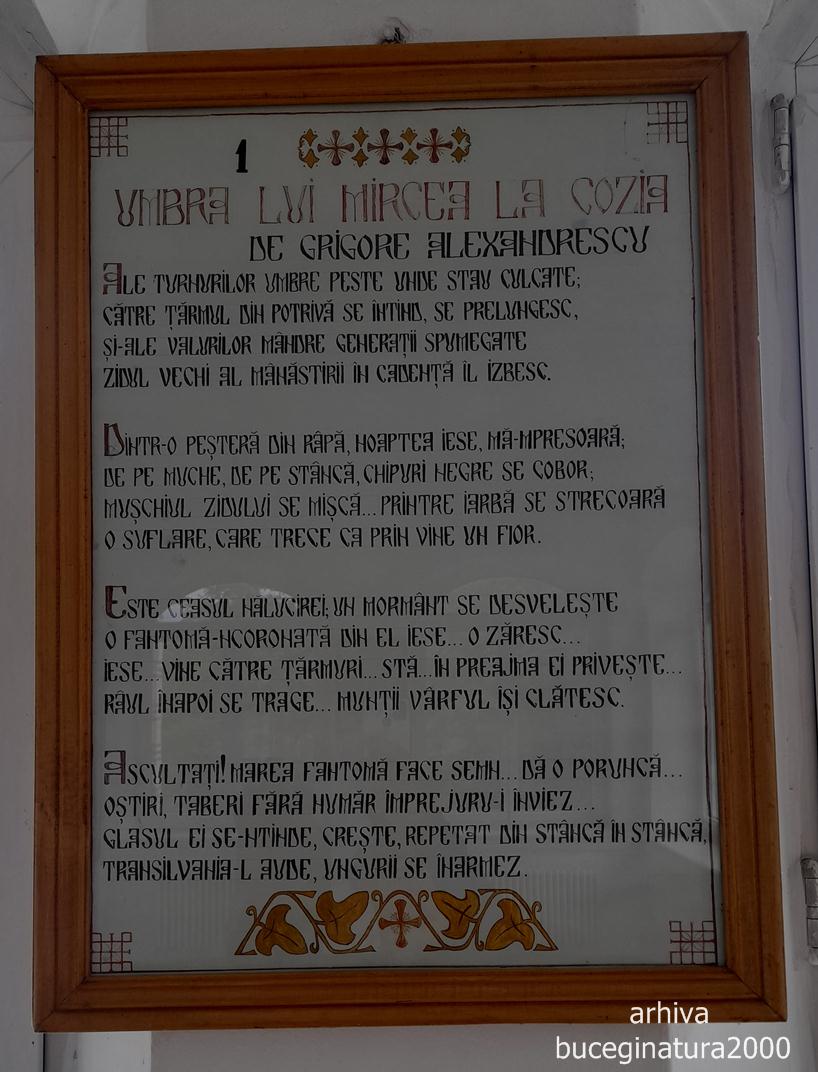 1
UMBRA LUI MIRCEA LA COZIA
DE GRIGORE ALEXANDRESCU
ALE TURNURILOR UMBRE PESTE UNDE STAU CULCATE;
CĂTRE ȚĂRMUL DIN POTRIVĂ SE ÎNTIND, SE PRELUNGESC,
ȘI-ALE VALURILOR MÂNDRE GENERAȚII SPUMEGATE
ZIDUL VECHI AL MÂNĂSTIRII ÎN CADENȚĂ ÎL IZBESC.
DINTR-O PEȘTERĂ DIN RÂPĂ, NOAPTEA IESE, MĂ-MPRESOARĂ;
DE PE MUCHE, DE PE STÂNCĂ, CHIPURI NEGRE SE COBOR;
MUȘCHIUL ZIDULUI SE MIȘCĂ... PRINTRE IARBĂ SE STRECOARĂ
O SUFLARE, CARE TRECE CA PRIN VINE UN FIOR.
ESTE CEASUL NĂLUCIREI; UN MORMÂNT SE DESVELEȘTE
O FANTOMĂ-NCORONATĂ DIN EL IESE... O ZĂRESC...
IESE... VINE CĂTRE ȚĂRMURI... STĂ... ÎN PREAJMA EI PRIVEȘTE...
RÂUL ÎNAPOI SE TRAGE... MUNȚII VÂRFUL ÎȘI CLĂTESC.
ASCULTAȚI! MAREA FANTOMĂ FACE SEMN... DĂ O PORUNCĂ...
OȘTIRI, TABERI FĂRĂ NUMĂR ÎMPREJURU-I ÎNVIEZ...
GLASUL EI SE-NTINDE, CREȘTE, REPETAT DIN STÂNCĂ ÎN STÂNCĂ,
TRANSILVANIA-L AUDE, UNGURII SE ÎNARMEZ.
arhiva
buceginatura2000